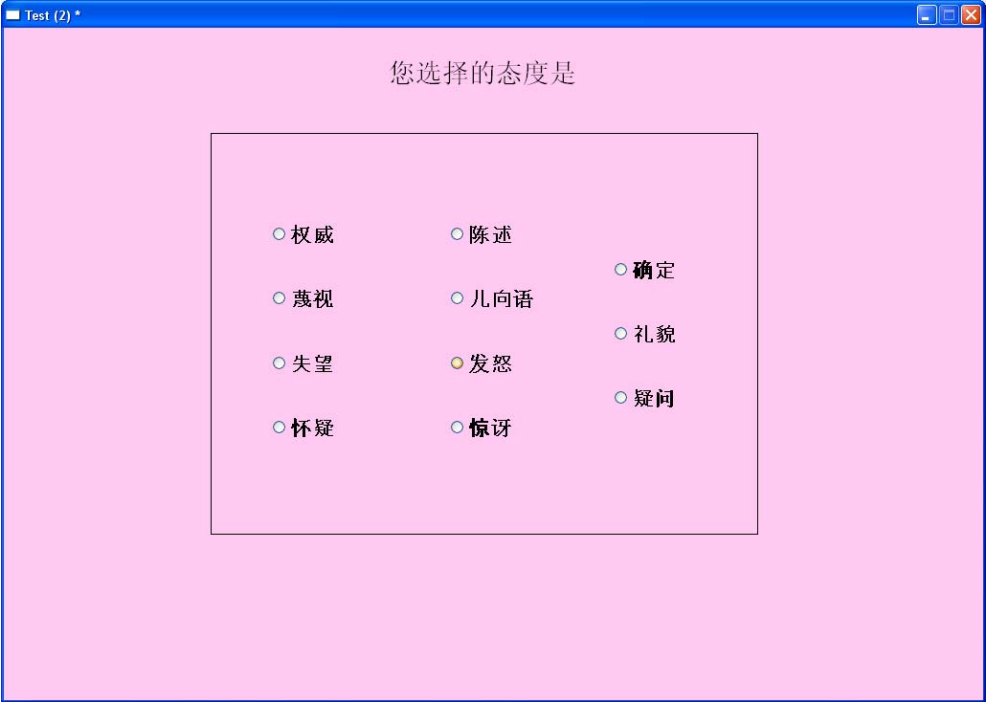 Test (2) *
您选择的态度是
权威
陈述
确定
蔑视
儿向语
礼貌
失望
发怒
疑问
怀疑
惊讶